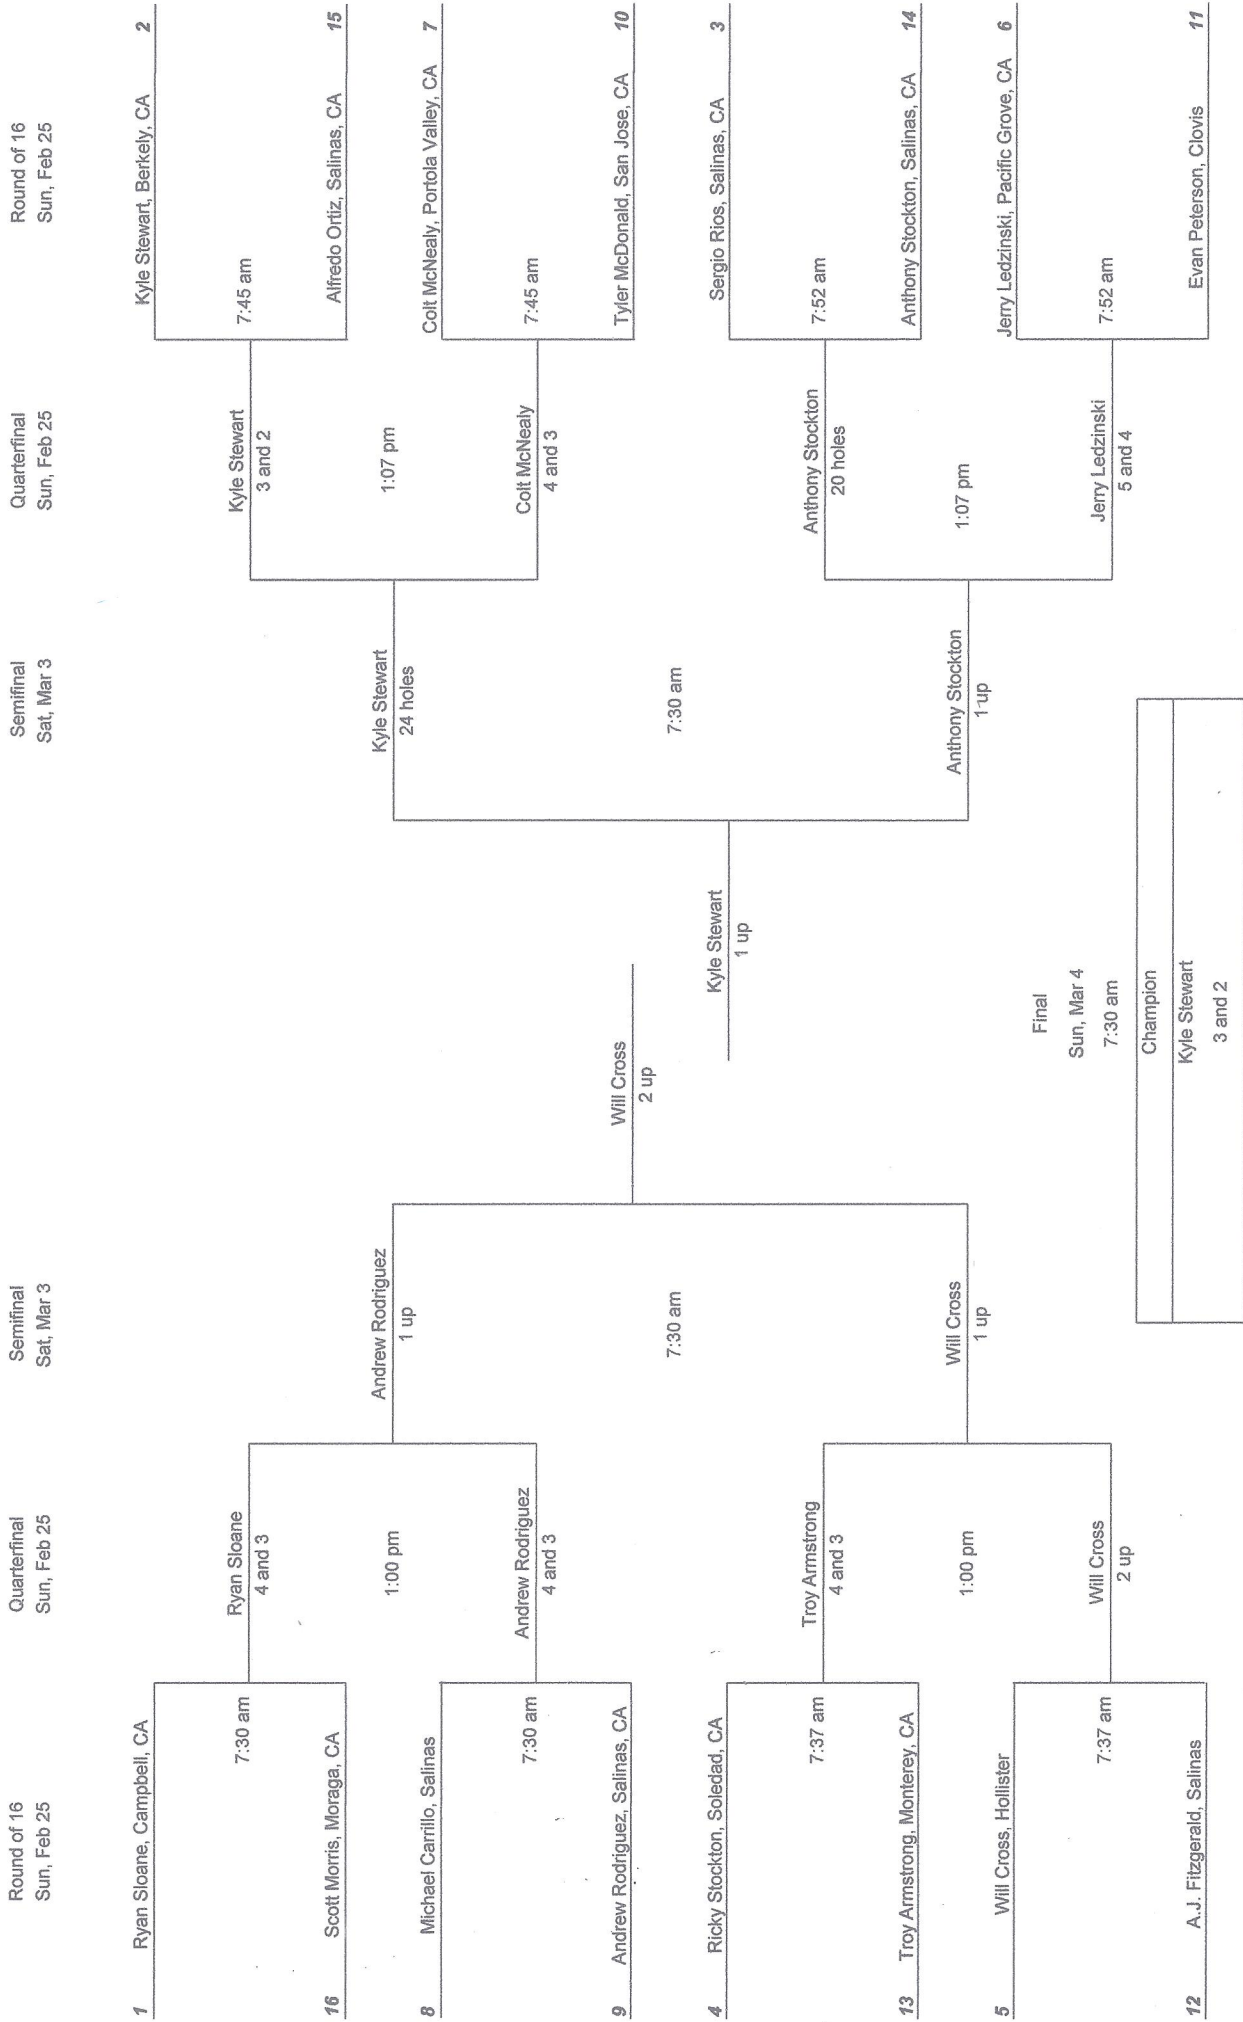 Round of 16
Sun, Feb 25
Quarterfinal
Sun, Feb 25
Semifinal
Sat, Mar 3
Semifinal
Sat, Mar 3
Quarterfinal
Sun, Feb 25
Round of 16
Sun, Feb 25
1 Ryan Sloane, Campbell, CA
7:30 am
16 Scott Morris, Moraga, CA
8 Michael Carrillo, Salinas
7:30 am
9 Andrew Rodriguez, Salinas, CA
4 Ricky Stockton, Soledad, CA
7:37 am
13 Troy Armstrong, Monterey, CA
5 Will Cross, Hollister
7:37 am
12 A.J. Fitzgerald, Salinas
Ryan Sloane
4 and 3
1:00 pm
Andrew Rodriguez
4 and 3
Troy Armstrong
4 and 3
1:00 pm
Will Cross
2 up
Andrew Rodriguez
1 up
7:30 am
Will Cross
1 up
Will Cross
2 up
Kyle Stewart
1 up
Final
Sun, Mar 4
7:30 am
Champion
Kyle Stewart
3 and 2
Kyle Stewart
24 holes
7:30 am
Anthony Stockton
1 up
Kyle Stewart
3 and 2
1:07 pm
Colt McNealy
4 and 3
Anthony Stockton
20 holes
1:07 pm
Jerry Ledzinski
5 and 4
Kyle Stewart, Berkely, CA 2
7:45 am
Alfredo Ortiz, Salinas, CA 15
Colt McNealy, Portola Valley, CA 7
7:45 am
Tyler McDonald, San Jose, CA 10
Sergio Rios, Salinas, CA 3
7:52 am
Anthony Stockton, Salinas, CA 14
Jerry Ledzinski, Pacific Grove, CA 6
7:52 am
Evan Peterson, Clovis 11